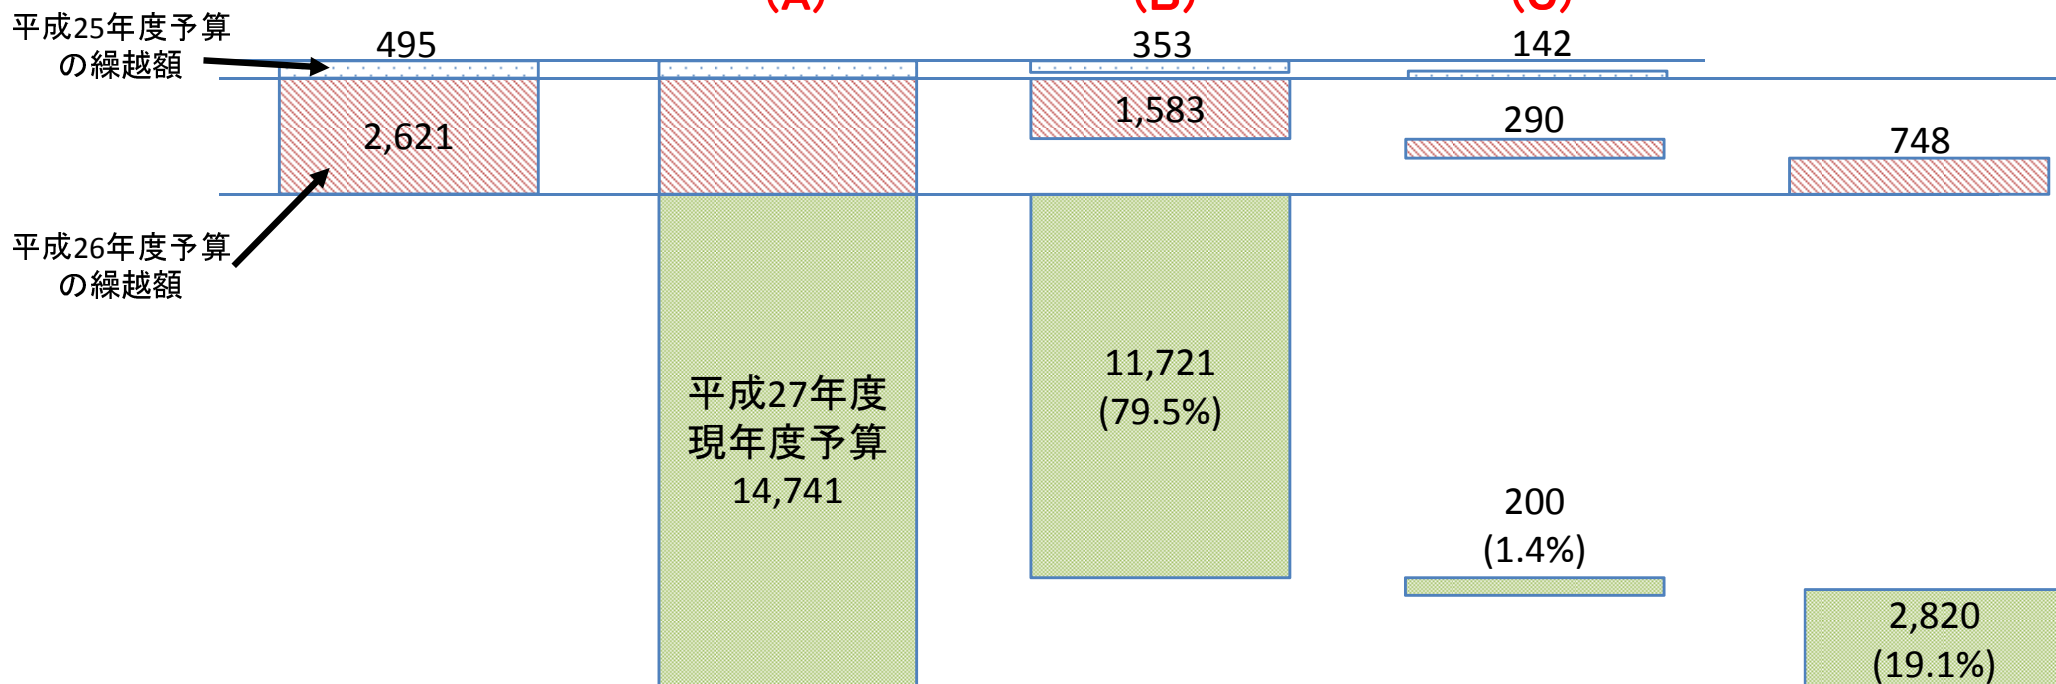 (A)
(B)
(C)
平成25年度予算
の繰越額
495
353
142
2,621
1,583
290
748
平成26年度予算
の繰越額
平成27年度
現年度予算
14,741
11,721
(79.5%)
200
(1.4%)
2,820
(19.1%)